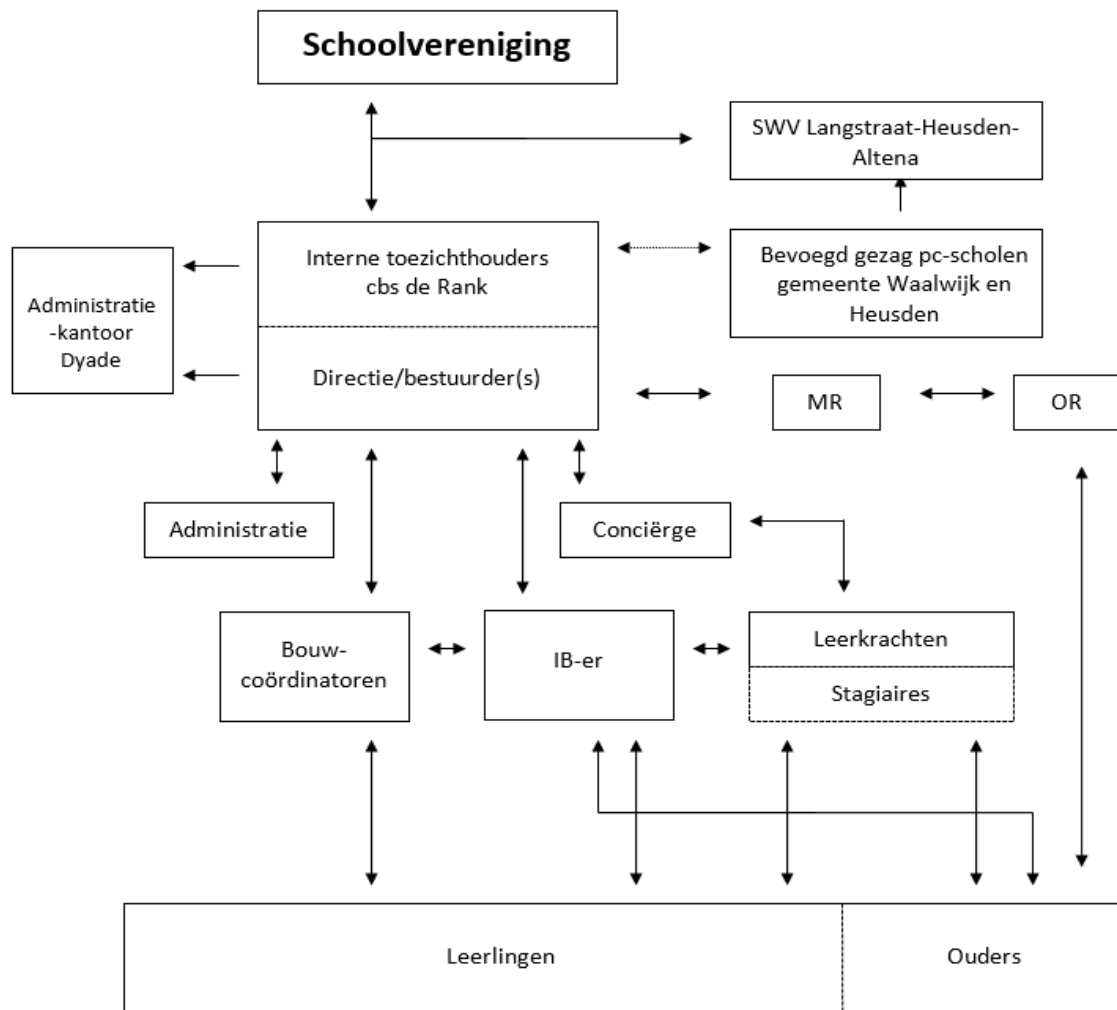 Schoolvereniging
SWV Langstraat-Heusden-
Altena
Interne toezichthouders
cbs de Rank
Bevoegd gezag pc-scholen
gemeente Waalwijk en
Heusden
Administratie
-kantoor
Dyade
Directie/bestuurder(s)
MR
OR
Administratie
Conciërge
Bouw-
coördinatoren
IB-er
Leerkrachten
Stagiaires
Leerlingen
Ouders